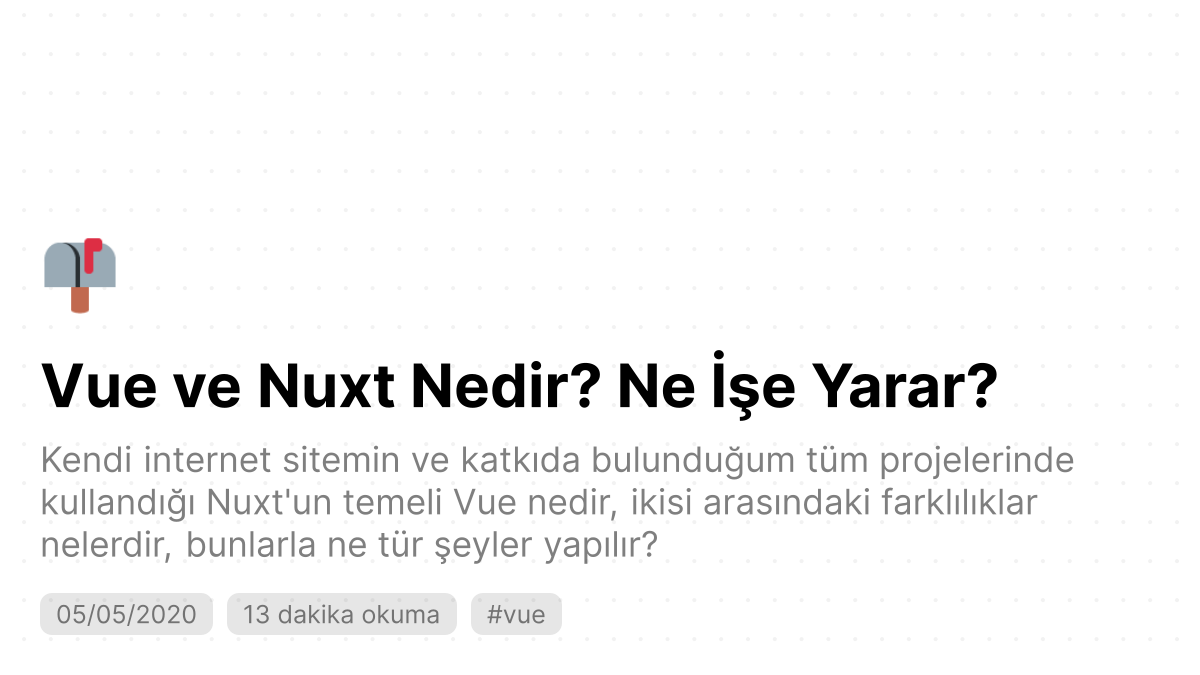 Vue ve Nuxt Nedir? Ne İşe Yarar?
Kendi internet sitemin ve katkıda bulunduğum tüm projelerinde
kullandığı Nuxt'un temeli Vue nedir, ikisi arasındaki farklılıklar
nelerdir, bunlarla ne tür şeyler yapılır?
05/05/2020 13 dakika okuma #vue